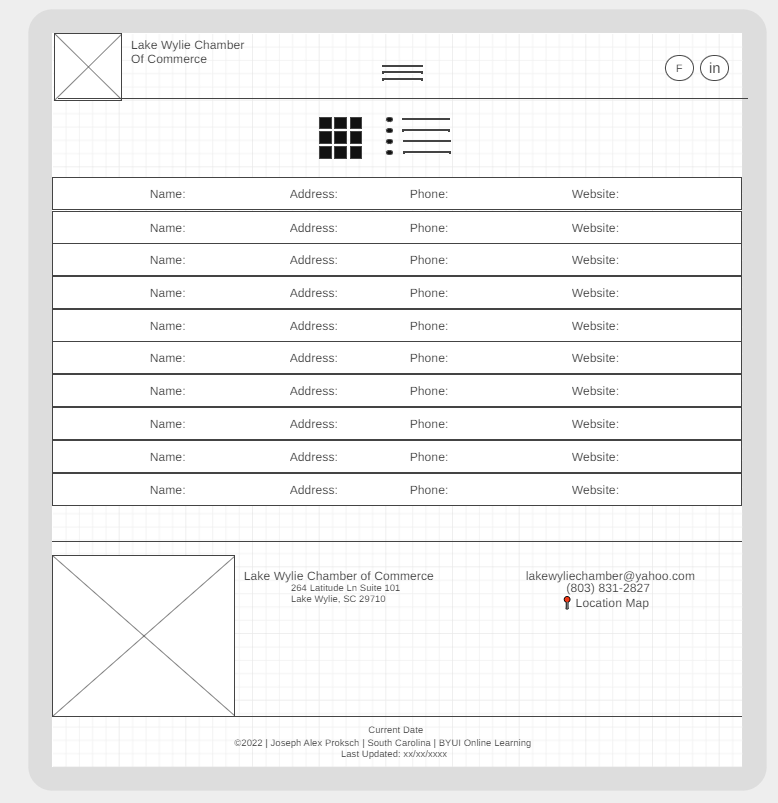 Lake Wylie Chamber
Of Commerce
F
in
Name: Address: Phone: Website:
Name: Address: Phone: Website:
Name: Address: Phone: Website:
Name: Address: Phone: Website:
Name: Address: Phone: Website:
Name: Address: Phone: Website:
Name: Address: Phone: Website:
Name: Address: Phone: Website:
Name: Address: Phone: Website:
Name: Address: Phone: Website:
Lake Wylie Chamber of Commerce
264 Latitude Ln Suite 101
Lake Wylie, SC 29710
lakewyliechamber@yahoo.com
(803) 831-2827
Location Map
Current Date
©2022 | Joseph Alex Proksch | South Carolina | BYUI Online Learning
Last Updated: xx/xx/xxxx